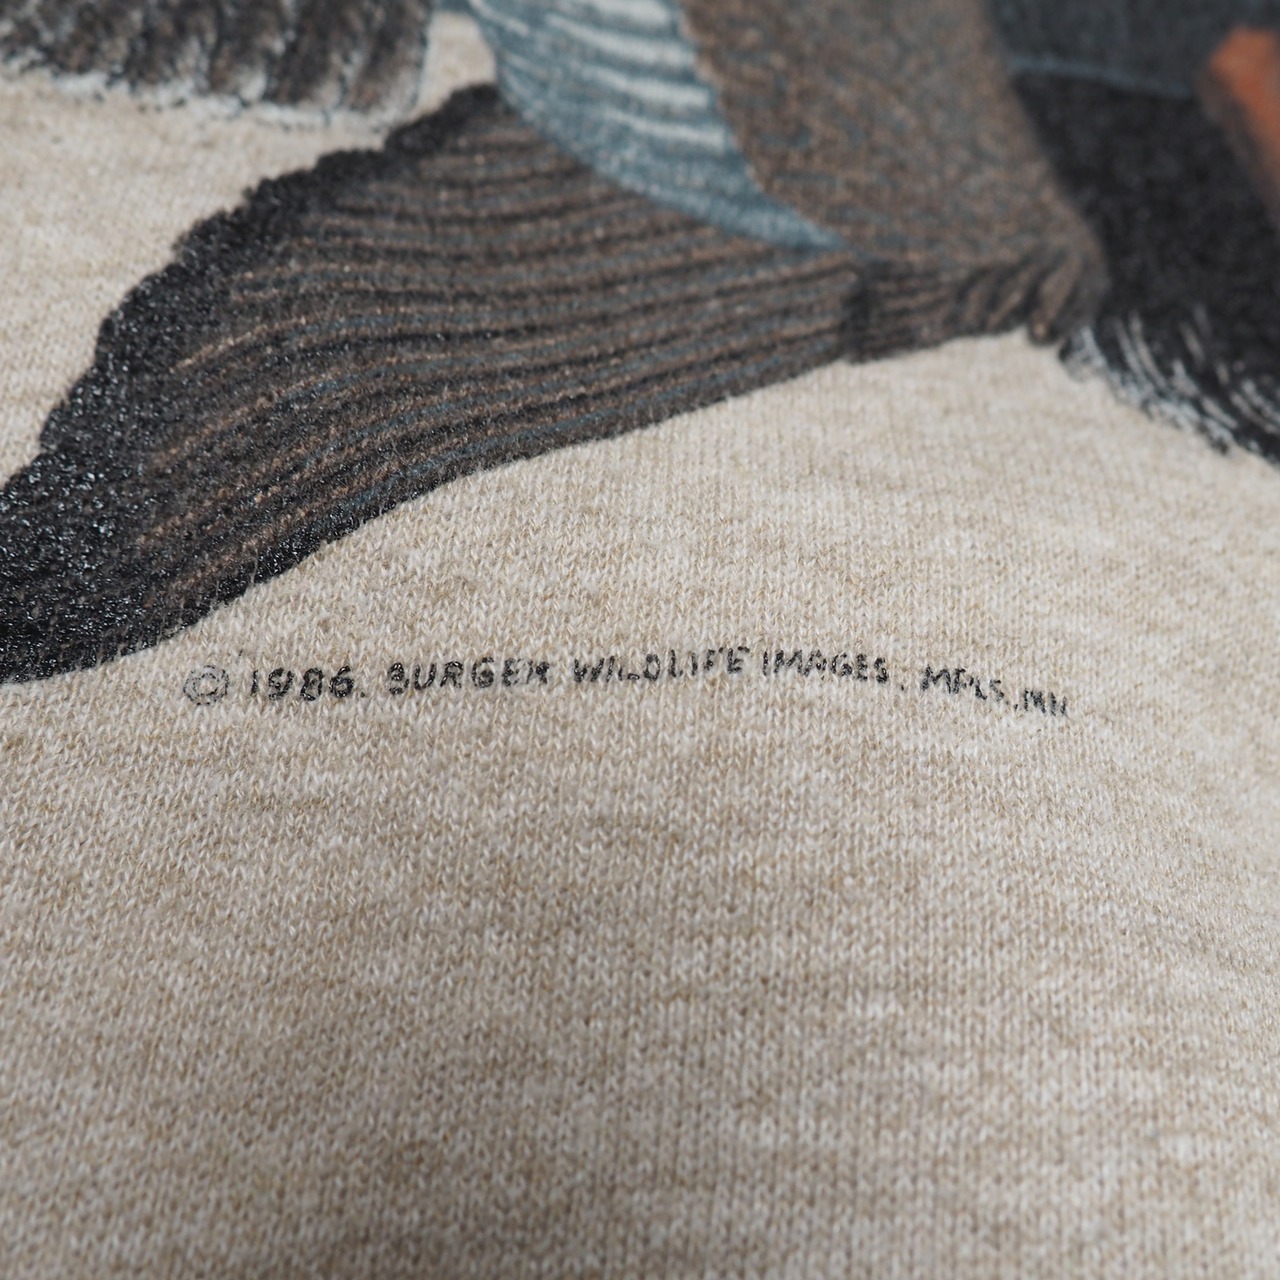 © 1986. BURGER WILDLIFE IMAGES. MPLS., MN